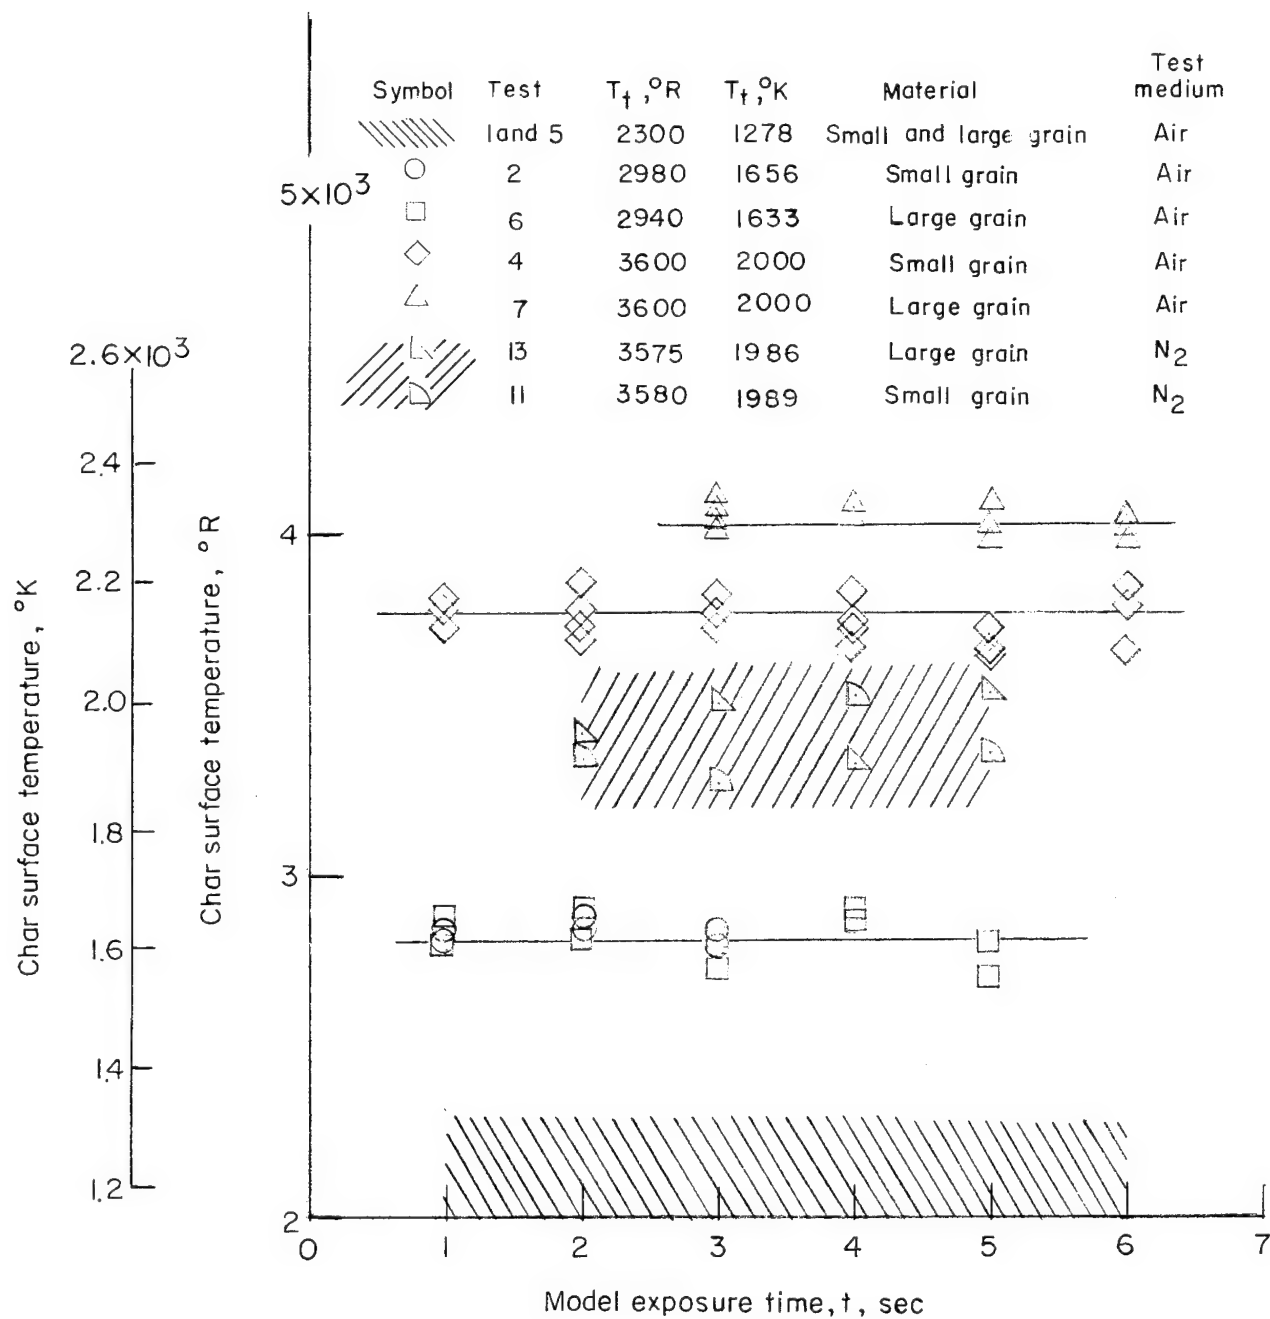 Symbol Test Tt ,°R Tt ,°K Material Test medium
1 and 5 2300 1278 Small and large grain Air
2 2980 1656 Small grain Air
6 2940 1633 Large grain Air
4 3600 2000 Small grain Air
7 3600 2000 Large grain Air
13 3575 1986 Large grain N2
11 3580 1989 Small grain N2
5×10³
4
3
2
2.6×10³
2.4
2.2
2.0
1.8
1.6
1.4
1.2
Char surface temperature, °K
Char surface temperature, °R
0 1 2 3 4 5 6 7
Model exposure time, t, sec